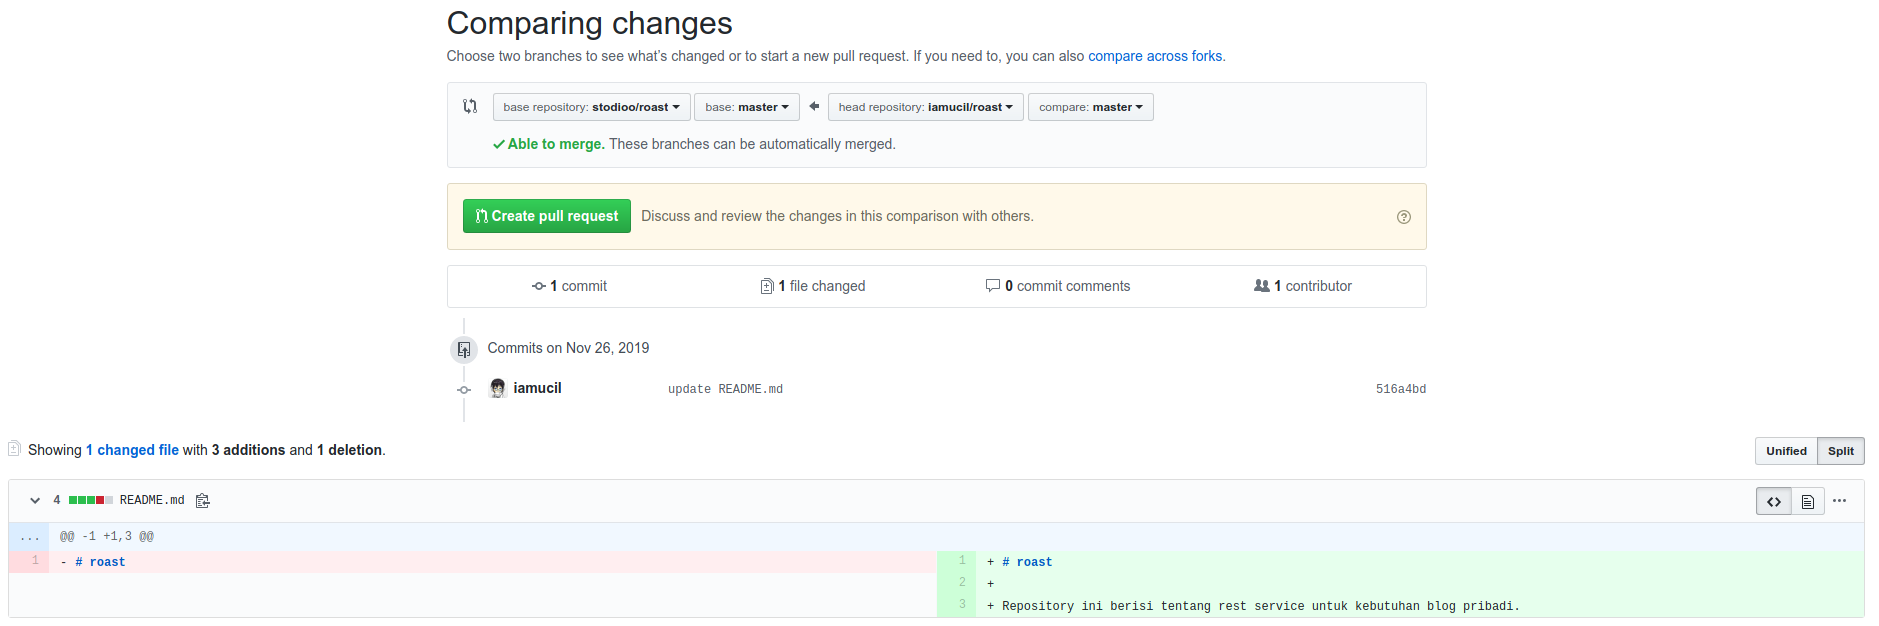 Comparing changes
Choose two branches to see what’s changed or to start a new pull request. If you need to, you can also compare across forks.
base repository: stodioo/roast base: master head repository: iamucil/roast compare: master
Able to merge. These branches can be automatically merged.
Create pull request Discuss and review the changes in this comparison with others.
1 commit 1 file changed 0 commit comments 1 contributor
Commits on Nov 26, 2019
iamucil update README.md 516a4bd
Showing 1 changed file with 3 additions and 1 deletion. Unified Split
4 README.md
... @@ -1 +1,3 @@
1 - # roast 1 + # roast
2 +
3 + Repository ini berisi tentang rest service untuk kebutuhan blog pribadi.